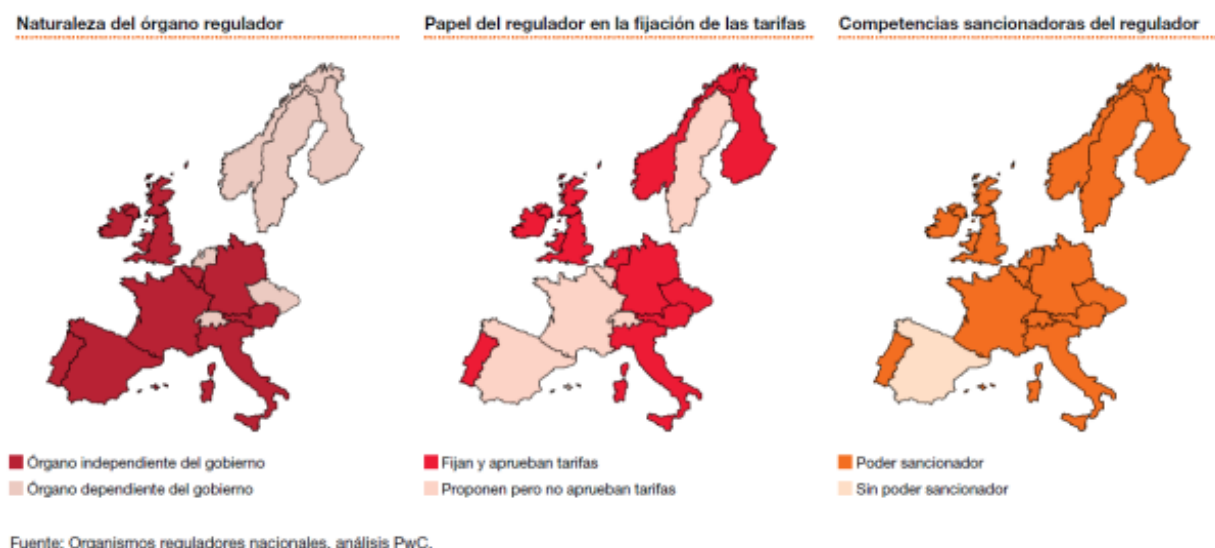 Naturaleza del órgano regulador
Papel del regulador en la fijación de las tarifas
Competencias sancionadoras del regulador
Órgano independiente del gobierno
Órgano dependiente del gobierno
Fijan y aprueban tarifas
Proponen pero no aprueban tarifas
Poder sancionador
Sin poder sancionador
Fuente: Organismos reguladores nacionales, análisis PwC.